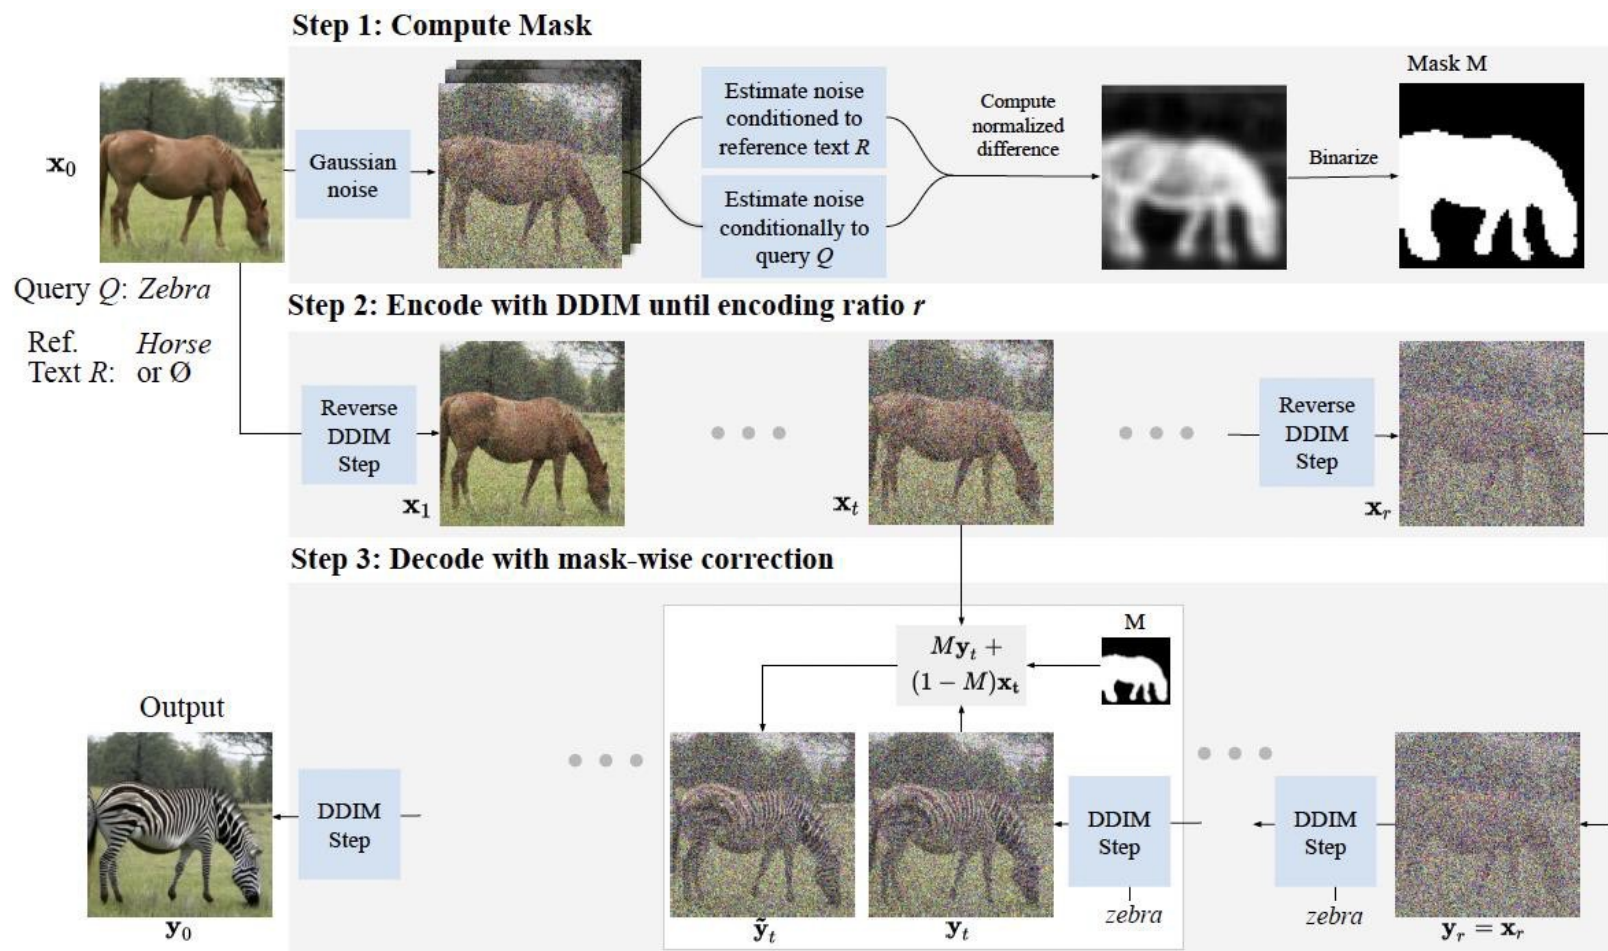 Step 1: Compute Mask
x₀
Gaussian
noise
Estimate noise
conditioned to
reference text R
Estimate noise
conditionally to
query Q
Compute
normalized
difference
Binarize
Mask M
Query Q: Zebra
Ref. Horse
Text R: or Ø
Step 2: Encode with DDIM until encoding ratio r
Reverse
DDIM
Step
x₁
xₜ
Reverse
DDIM
Step
xᵣ
Step 3: Decode with mask-wise correction
Myₜ +
(1 − M)xₜ
M
Output
y₀
DDIM
Step
ỹₜ
yₜ
DDIM
Step
zebra
DDIM
Step
zebra
yᵣ = xᵣ